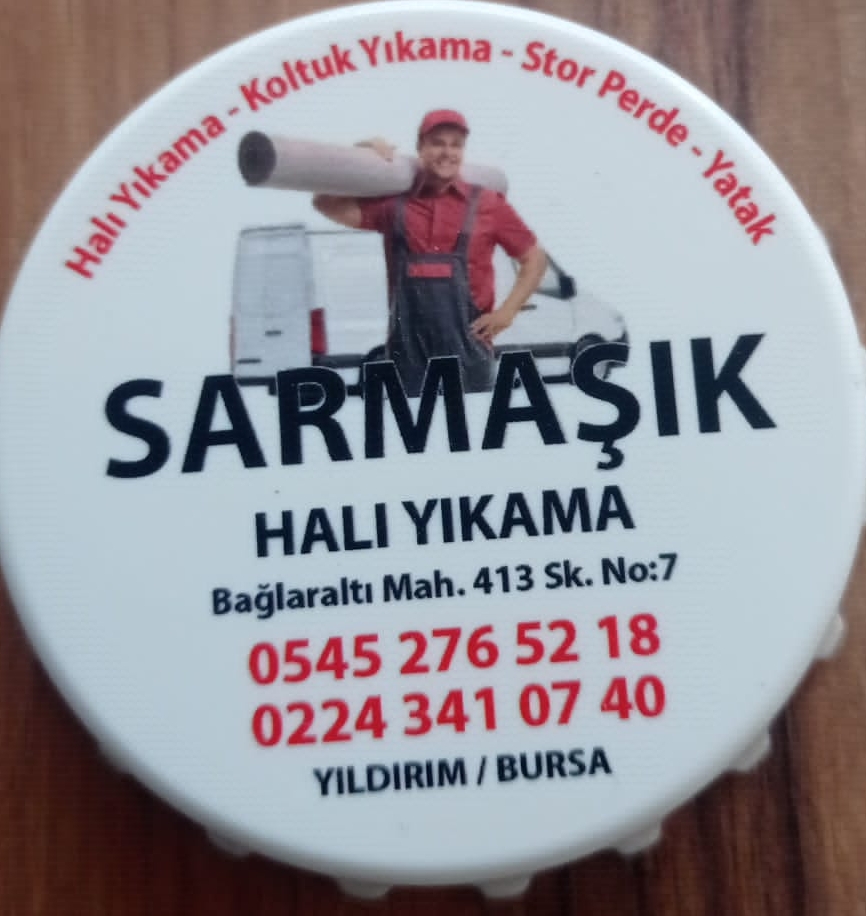 Halı Yıkama - Koltuk Yıkama - Stor Perde - Yatak
SARMAŞIK
HALI YIKAMA
Bağlaraltı Mah. 413 Sk. No:7
0545 276 52 18
0224 341 07 40
YILDIRIM / BURSA